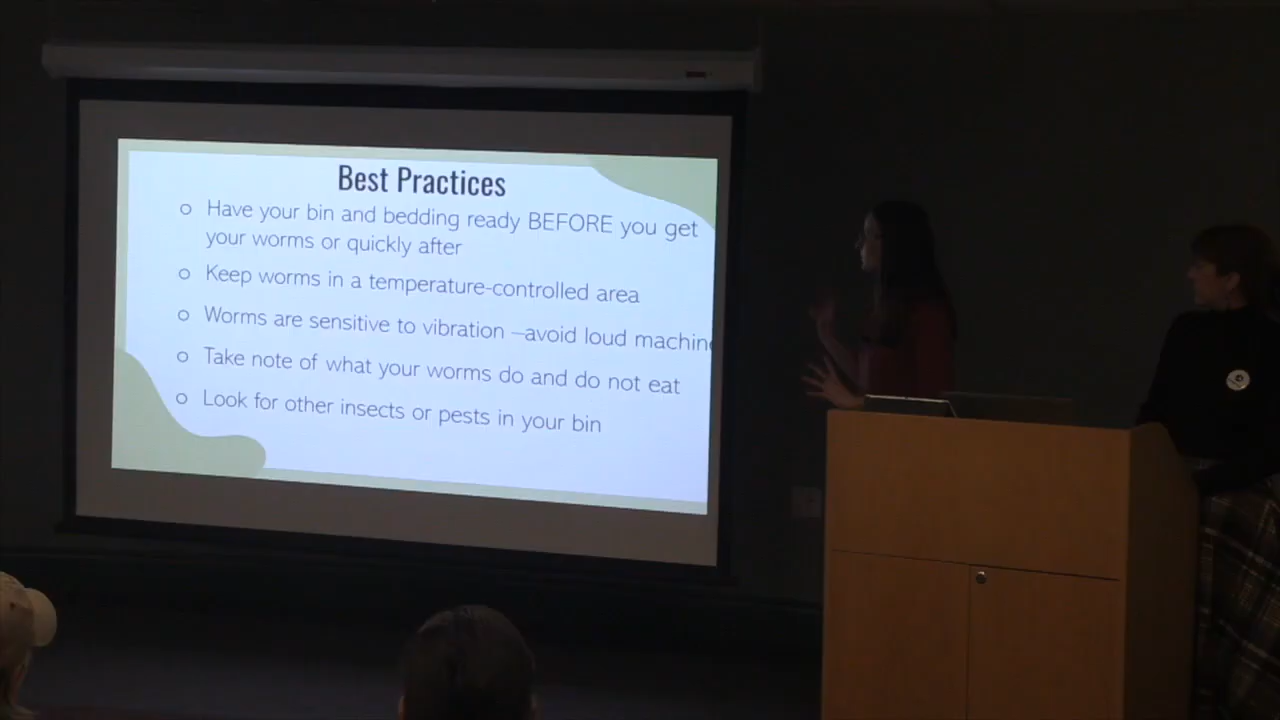 Best Practices
Have your bin and bedding ready BEFORE you get
your worms or quickly after
Keep worms in a temperature-controlled area
Worms are sensitive to vibration –avoid loud machin
Take note of what your worms do and do not eat
Look for other insects or pests in your bin